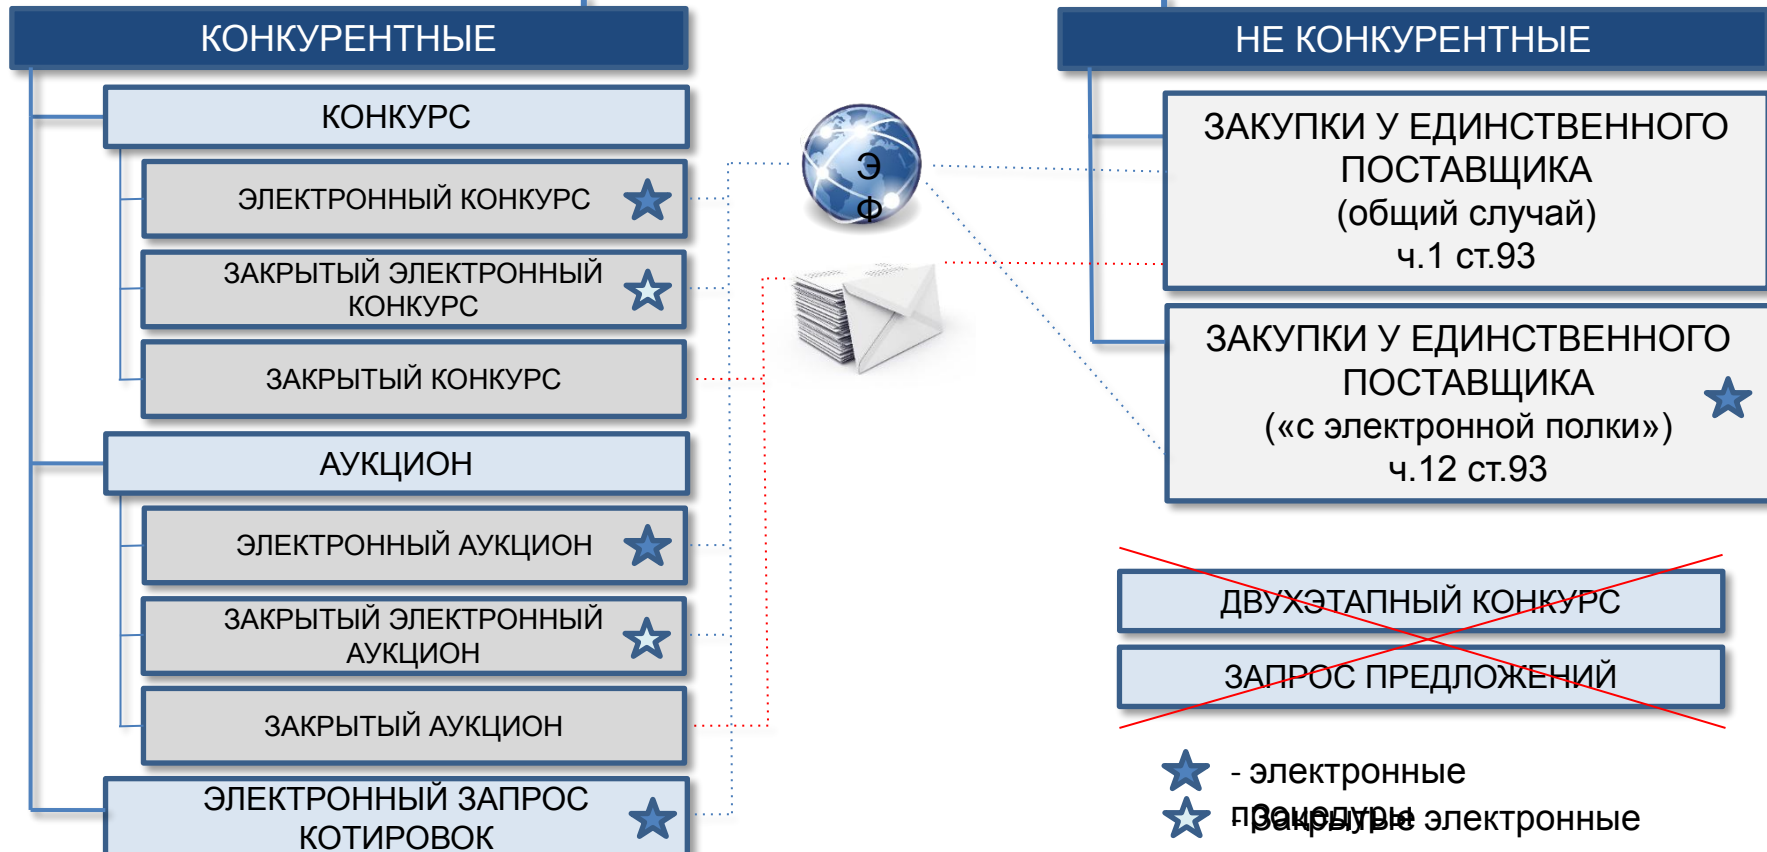 КОНКУРЕНТНЫЕ
КОНКУРС
ЭЛЕКТРОННЫЙ КОНКУРС
ЗАКРЫТЫЙ ЭЛЕКТРОННЫЙ
КОНКУРС
ЗАКРЫТЫЙ КОНКУРС
АУКЦИОН
ЭЛЕКТРОННЫЙ АУКЦИОН
ЗАКРЫТЫЙ ЭЛЕКТРОННЫЙ
АУКЦИОН
ЗАКРЫТЫЙ АУКЦИОН
ЭЛЕКТРОННЫЙ ЗАПРОС
КОТИРОВОК
Э
Ф
НЕ КОНКУРЕНТНЫЕ
ЗАКУПКИ У ЕДИНСТВЕННОГО
ПОСТАВЩИКА
(общий случай)
ч.1 ст.93
ЗАКУПКИ У ЕДИНСТВЕННОГО
ПОСТАВЩИКА
(«с электронной полки»)
ч.12 ст.93
ДВУХЭТАПНЫЙ КОНКУРС
ЗАПРОС ПРЕДЛОЖЕНИЙ
- электронные
процедуры
- Закрытые электронные